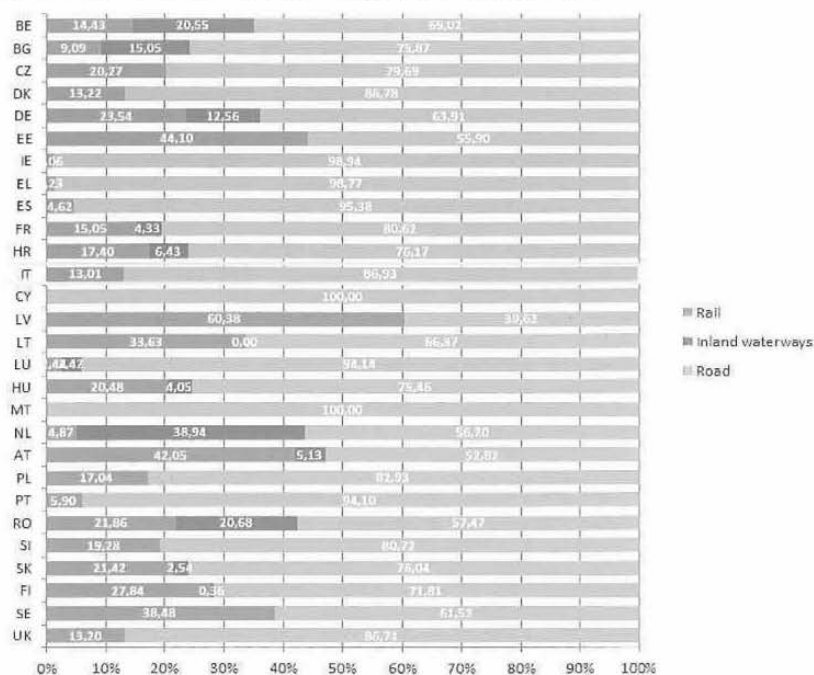 BE 14,43 20,55 65,02
BG 9,09 15,05 75,87
CZ 20,27 79,69
DK 13,22 86,78
DE 23,54 12,56 63,91
EE 44,10 55,90
IE 98,94
EL 98,77
ES 4,62 95,38
FR 15,05 4,33 80,62
HR 17,40 6,43 76,17
IT 13,01 86,93
CY 100,00
LV 60,38 39,62
LT 33,63 0,00 66,37
LU 94,14
HU 20,48 4,05 75,46
MT 100,00
NL 4,87 38,94 56,20
AT 42,05 5,13 52,82
PL 17,04 82,93
PT 5,90 94,10
RO 21,86 20,68 57,47
SI 19,28 80,72
SK 21,42 2,54 76,04
FI 27,84 0,36 71,81
SE 38,48 61,53
UK 13,20 86,71
0% 10% 20% 30% 40% 50% 60% 70% 80% 90% 100%
Rail
Inland waterways
Road